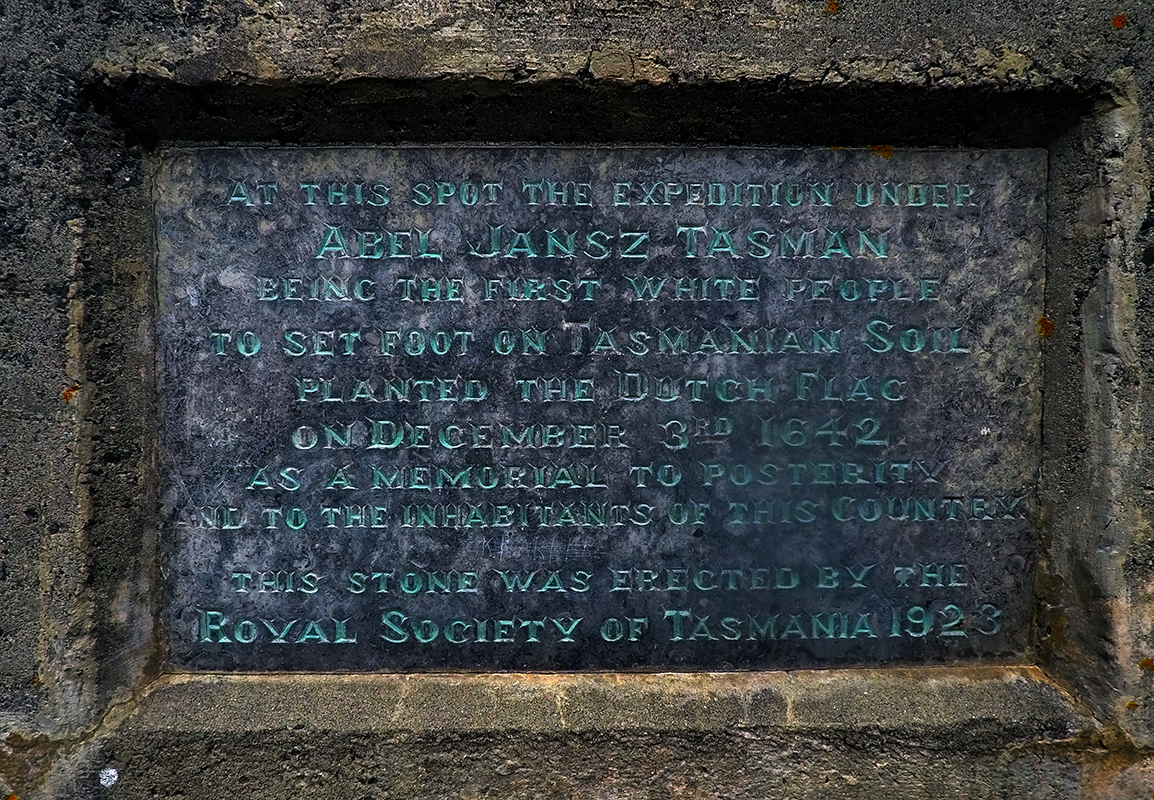 AT THIS SPOT THE EXPEDITION UNDER
ABEL JANSZ TASMAN
BEING THE FIRST WHITE PEOPLE
TO SET FOOT ON TASMANIAN SOIL
PLANTED THE DUTCH FLAG
ON DECEMBER 3RD 1642
AS A MEMORIAL TO POSTERITY
AND TO THE INHABITANTS OF THIS COUNTRY
THIS STONE WAS ERECTED BY THE
ROYAL SOCIETY OF TASMANIA 1923